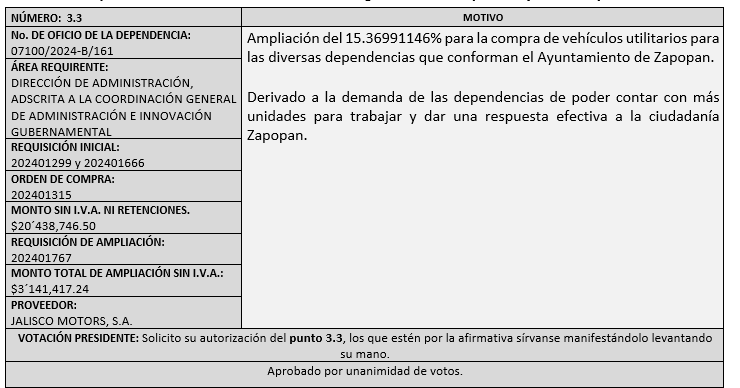 NÚMERO:  3.3
MOTIVO
No. DE OFICIO DE LA DEPENDENCIA:
07100/2024-B/161
ÁREA REQUIRENTE:
DIRECCIÓN DE ADMINISTRACIÓN,
ADSCRITA A LA COORDINACIÓN GENERAL
DE ADMINISTRACIÓN E INNOVACIÓN
GUBERNAMENTAL
REQUISICIÓN INICIAL:
202401299 y 202401666
ORDEN DE COMPRA:
202401315
MONTO SIN I.V.A. NI RETENCIONES.
$20´438,746.50
REQUISICIÓN DE AMPLIACIÓN:
202401767
MONTO TOTAL DE AMPLIACIÓN SIN I.V.A.:
$3´141,417.24
PROVEEDOR:
JALISCO MOTORS, S.A.
Ampliación del 15.36991146% para la compra de vehículos utilitarios para
las diversas dependencias que conforman el Ayuntamiento de Zapopan.
Derivado a la demanda de las dependencias de poder contar con más
unidades para trabajar y dar una respuesta efectiva a la ciudadanía
Zapopan.
VOTACIÓN PRESIDENTE: Solicito su autorización del punto 3.3, los que estén por la afirmativa sírvanse manifestándolo levantando
su mano.
Aprobado por unanimidad de votos.